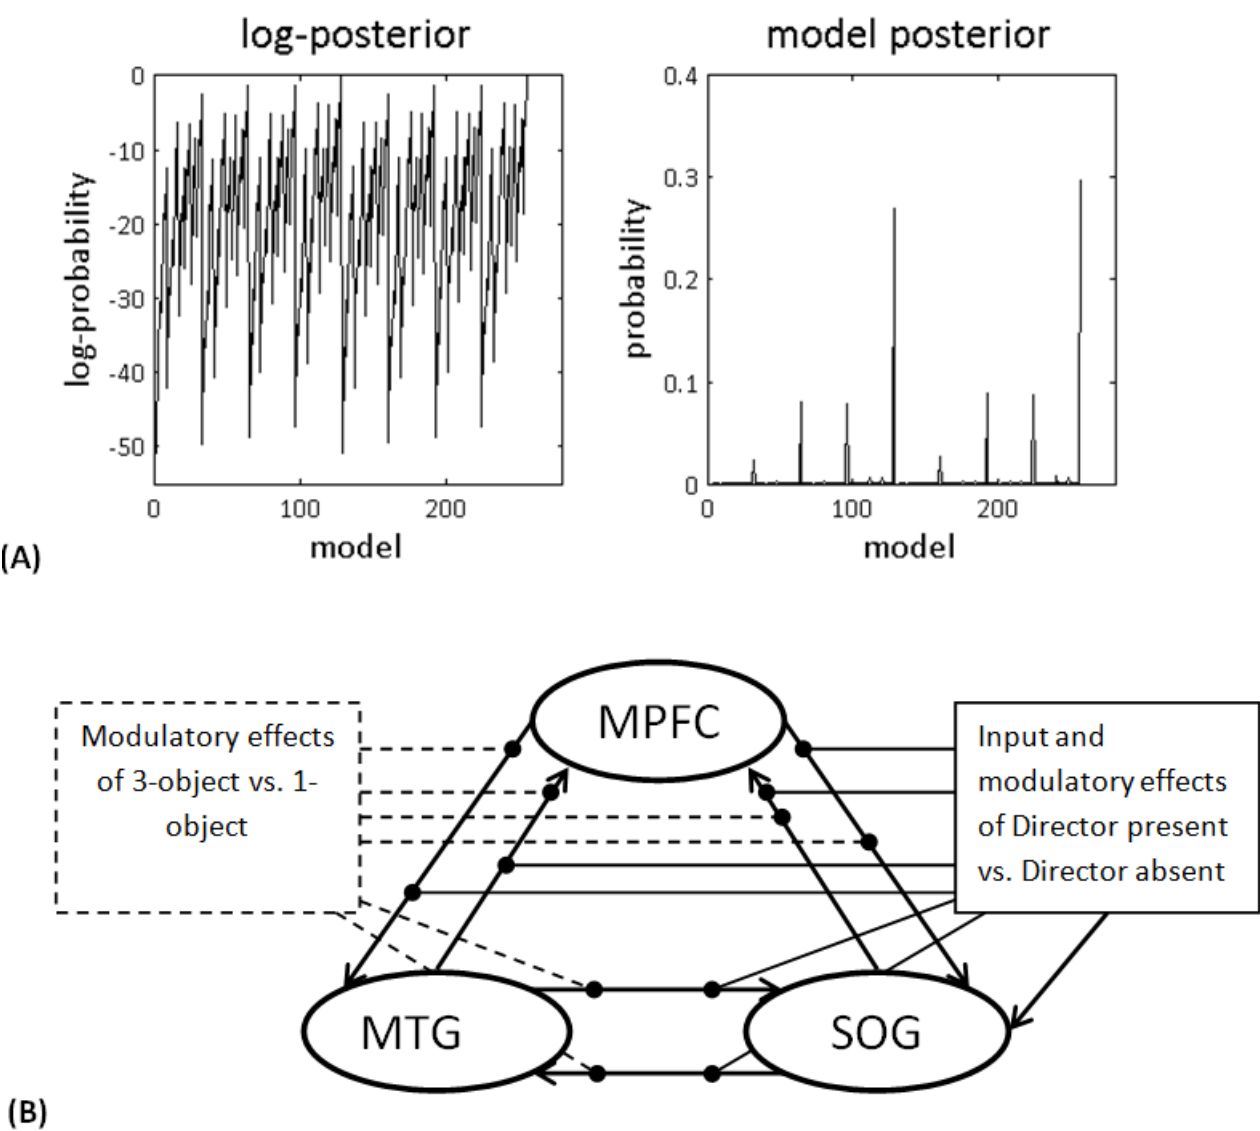 log-posterior
model posterior
0
-10
-20
-30
-40
-50
log-probability
0
100
200
model
0.4
0.3
0.2
0.1
0
probability
0
100
200
model
(A)
MPFC
Modulatory effects
of 3-object vs. 1-
object
Input and
modulatory effects
of Director present
vs. Director absent
MTG
SOG
(B)